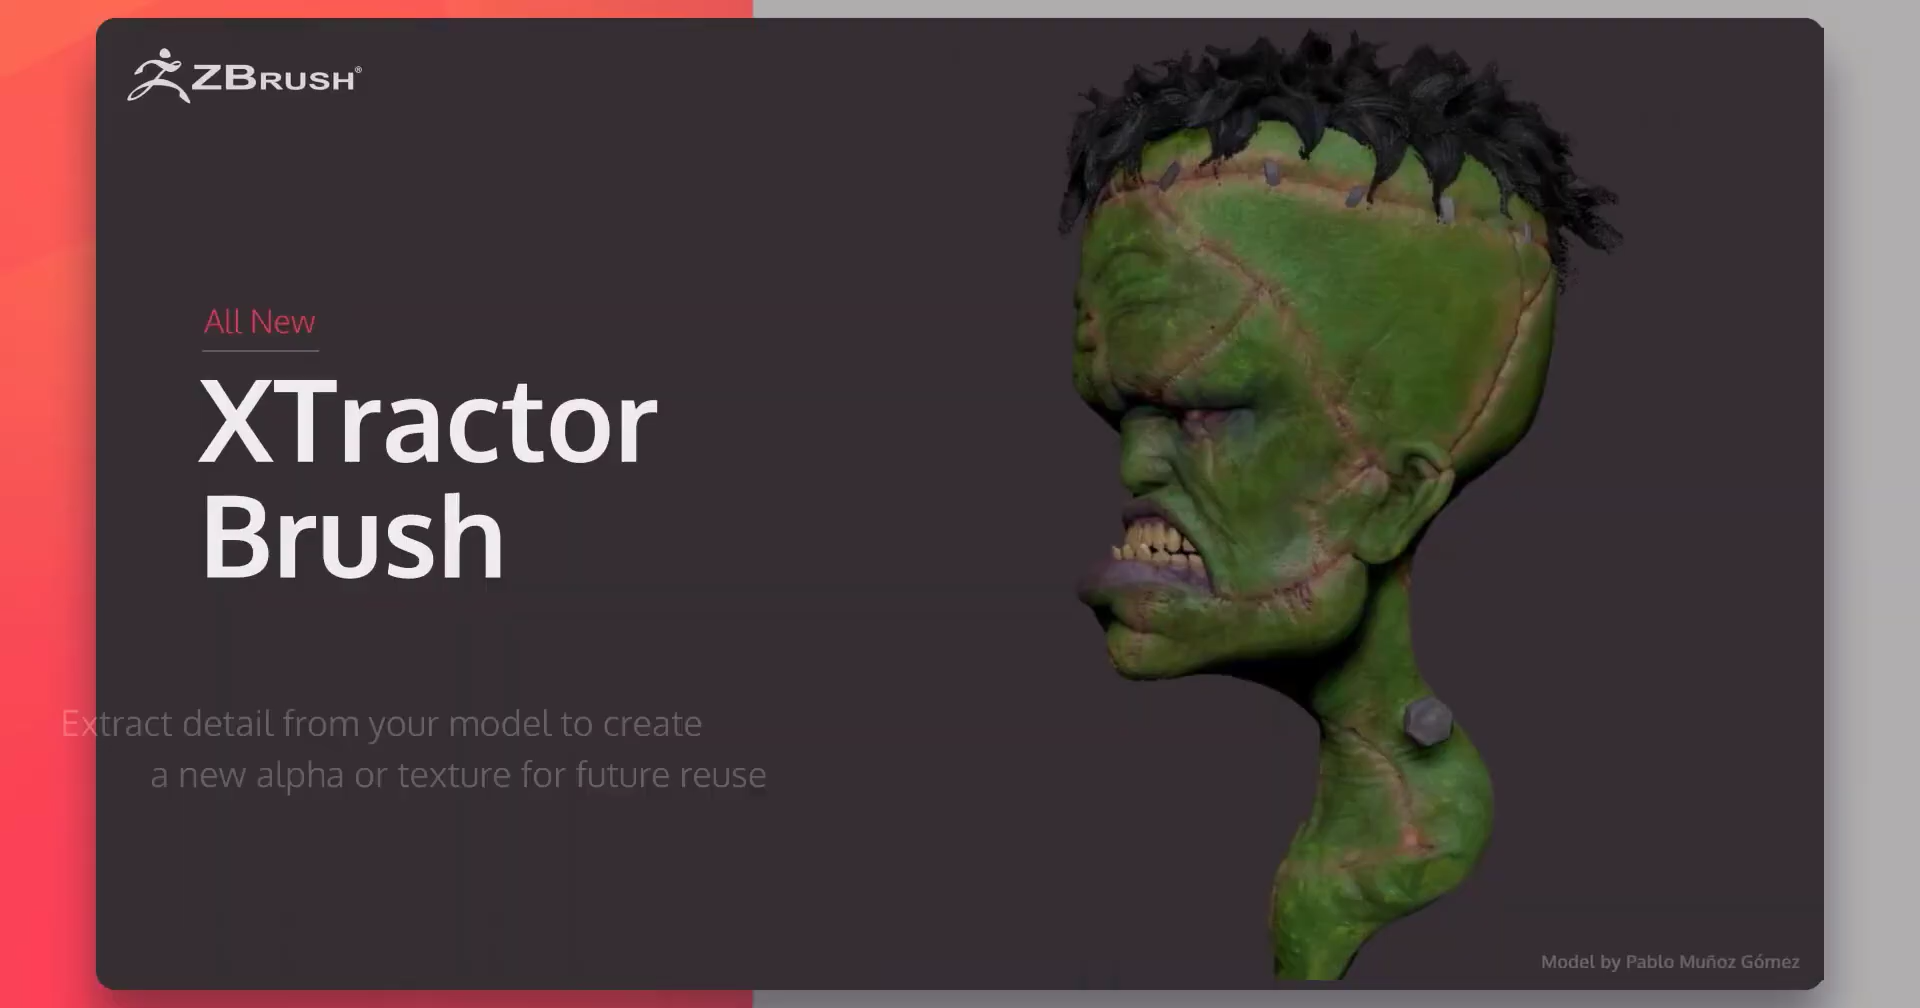 ZBRUSH®
All New
XTractor
Brush
Extract detail from your model to create
a new alpha or texture for future reuse
Model by Pablo Muñoz Gómez